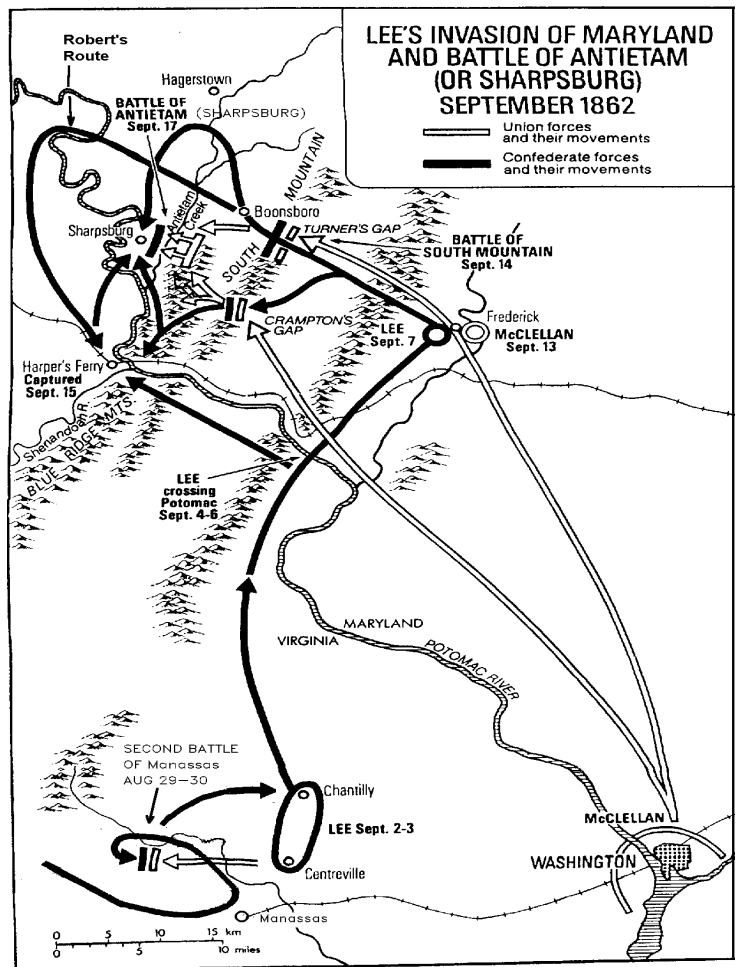 LEE'S INVASION OF MARYLAND
AND BATTLE OF ANTIETAM
(OR SHARPSBURG)
SEPTEMBER 1862
Union forces
and their movements
Confederate forces
and their movements
Robert's
Route
Hagerstown
BATTLE OF
ANTIETAM
Sept. 17
(SHARPSBURG)
SOUTH MOUNTAIN
Boonsboro
Antietam
Creek
Sharpsburg
TURNER'S GAP
BATTLE OF
SOUTH MOUNTAIN
Sept. 14
CRAMPTON'S
GAP
LEE
Sept. 7
Frederick
McCLELLAN
Sept. 13
Harper's Ferry
Captured
Sept. 15
Shenandoah R.
BLUE RIDGE MTS.
LEE
crossing
Potomac
Sept. 4-6
MARYLAND
VIRGINIA
POTOMAC RIVER
SECOND BATTLE
OF Manassas
AUG 29-30
Chantilly
LEE Sept. 2-3
Centreville
McCLELLAN
WASHINGTON
Manassas
0 5 10 15 km
0 5 10 miles